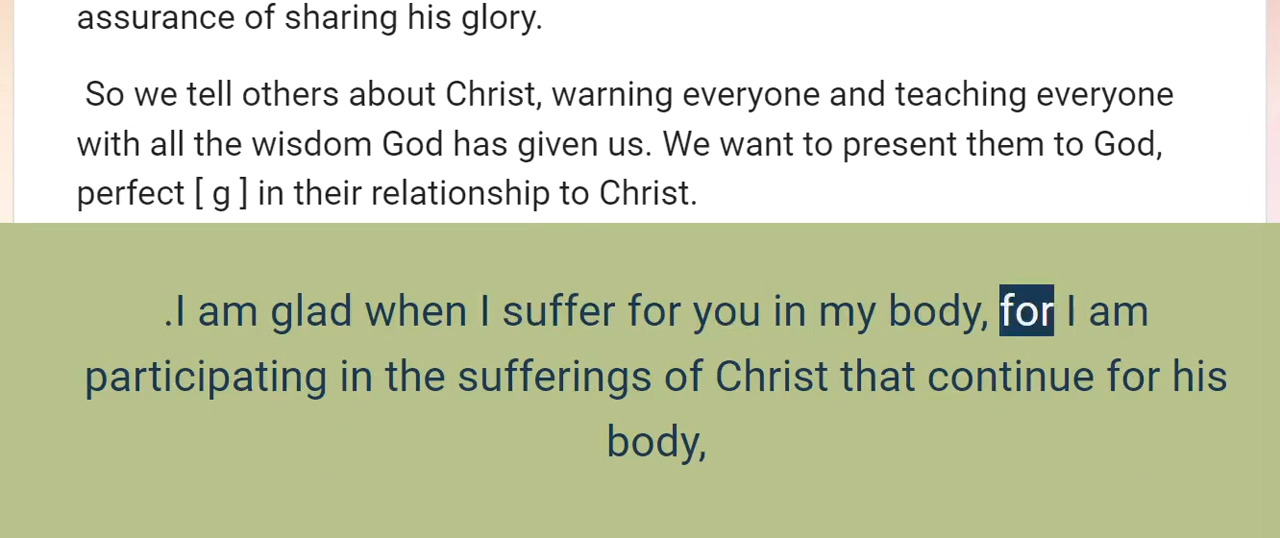 assurance of sharing his glory.
So we tell others about Christ, warning everyone and teaching everyone
with all the wisdom God has given us. We want to present them to God,
perfect [ g ] in their relationship to Christ.
.I am glad when I suffer for you in my body, for I am
participating in the sufferings of Christ that continue for his
body,